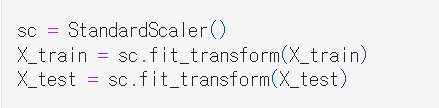 sc = StandardScaler()
X_train = sc.fit_transform(X_train)
X_test = sc.fit_transform(X_test)